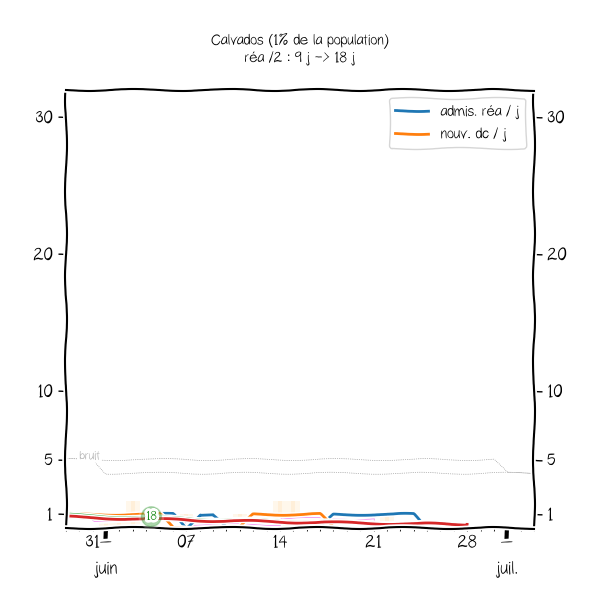 Calvados (1% de la population)
réa /2 : 9 j -> 18 j
admis. réa / j
nouv. dc / j
30
30
20
20
10
10
5
bruit
5
1
18
1
31
07
14
21
28
juin
juil.